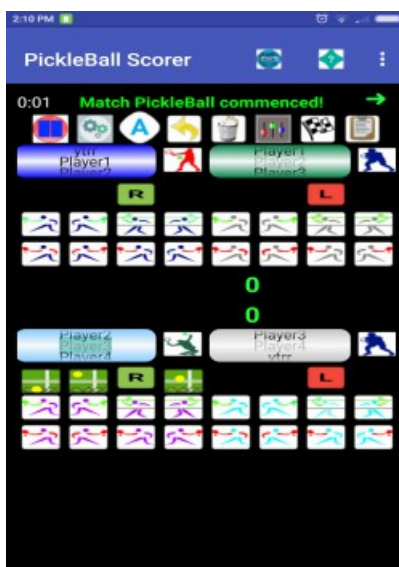 2:10 PM
PickleBall Scorer
?
0:01 Match PickleBall commenced! →
A
ytrr Player1
Player1 Player2
Player2 Player3
R L
0
0
Player2 Player3
Player3 Player4
Player4 ytrr
R L